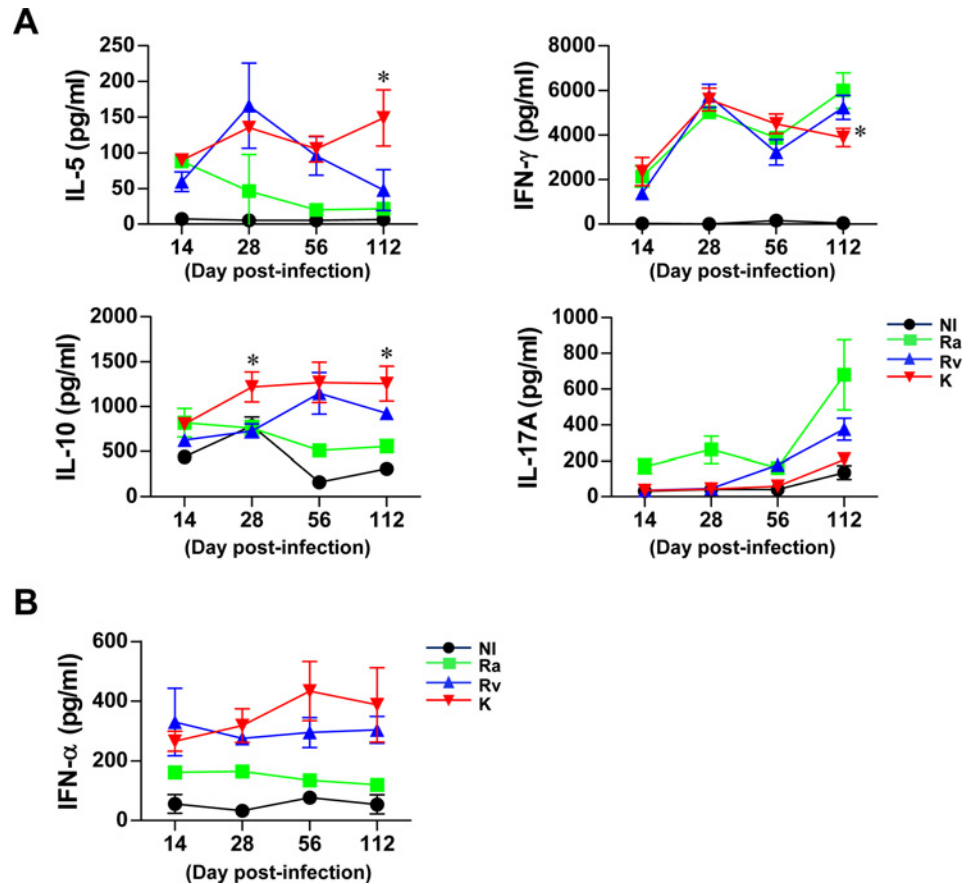 A
IL-5 (pg/ml)
250
200
150
100
50
0
*
14 28 56 112
(Day post-infection)
IFN-γ (pg/ml)
8000
6000
4000
2000
0
*
14 28 56 112
(Day post-infection)
IL-10 (pg/ml)
2000
1500
1000
500
0
* *
14 28 56 112
(Day post-infection)
IL-17A (pg/ml)
1000
800
600
400
200
0
14 28 56 112
(Day post-infection)
NI
Ra
Rv
K
B
IFN-α (pg/ml)
600
400
200
0
14 28 56 112
(Day post-infection)
NI
Ra
Rv
K